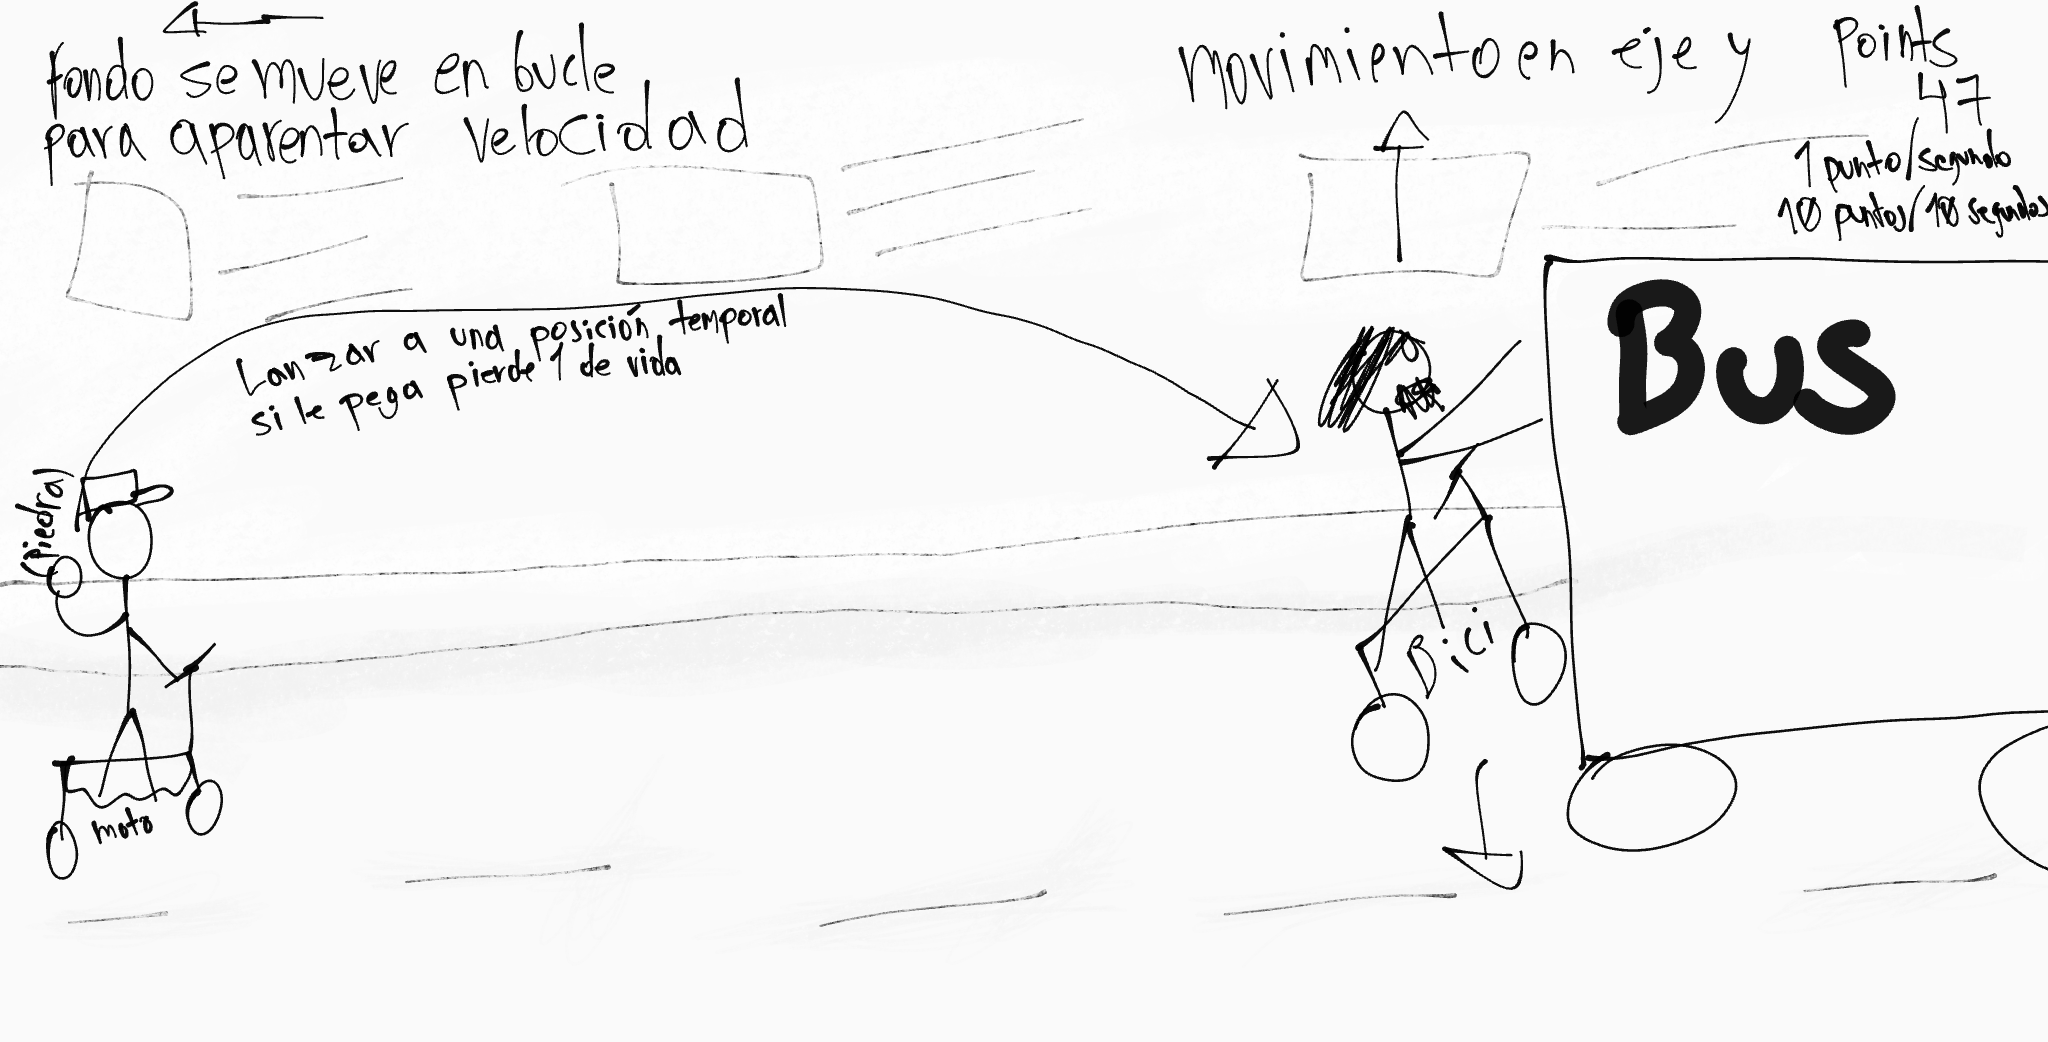 fondo se mueve en bucle
para aparentar velocidad
movimiento en eje y
Points
47
1 punto/segundo
10 puntos/10 segundos
Lanzar a una posición temporal
si le pega pierde 1 de vida
Bus
(piedra)
Bici
moto